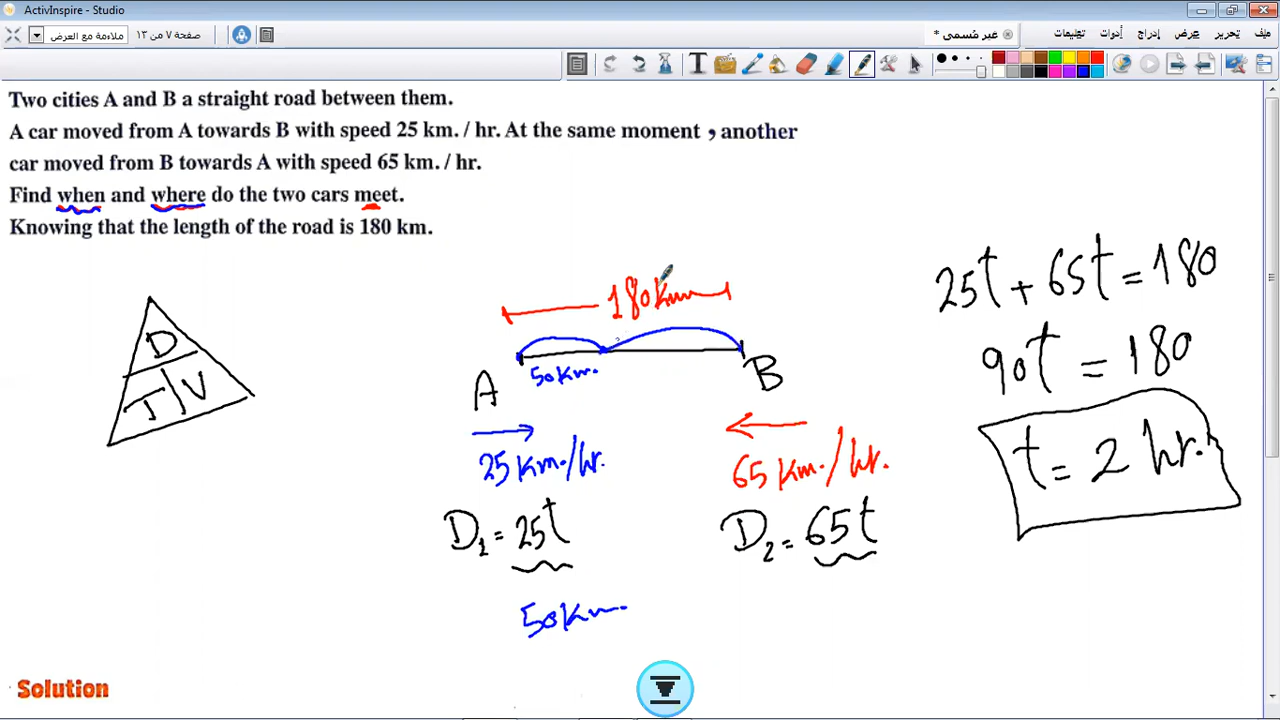 ActivInspire - Studio
ملاءمة مع العرض
صفحة ٧ من ١٣
غير مُسمى *
ملف تحرير عرض إدراج أدوات تعليمات
Two cities A and B a straight road between them.
A car moved from A towards B with speed 25 km. / hr. At the same moment , another
car moved from B towards A with speed 65 km. / hr.
Find when and where do the two cars meet.
Knowing that the length of the road is 180 km.
D
T V
180 Km
50 Km.
A
B
25 Km./hr.
65 Km./hr.
D₁ = 25t
D₂ = 65t
50 Km.
25t + 65t = 180
90t = 180
t = 2 hr.
Solution